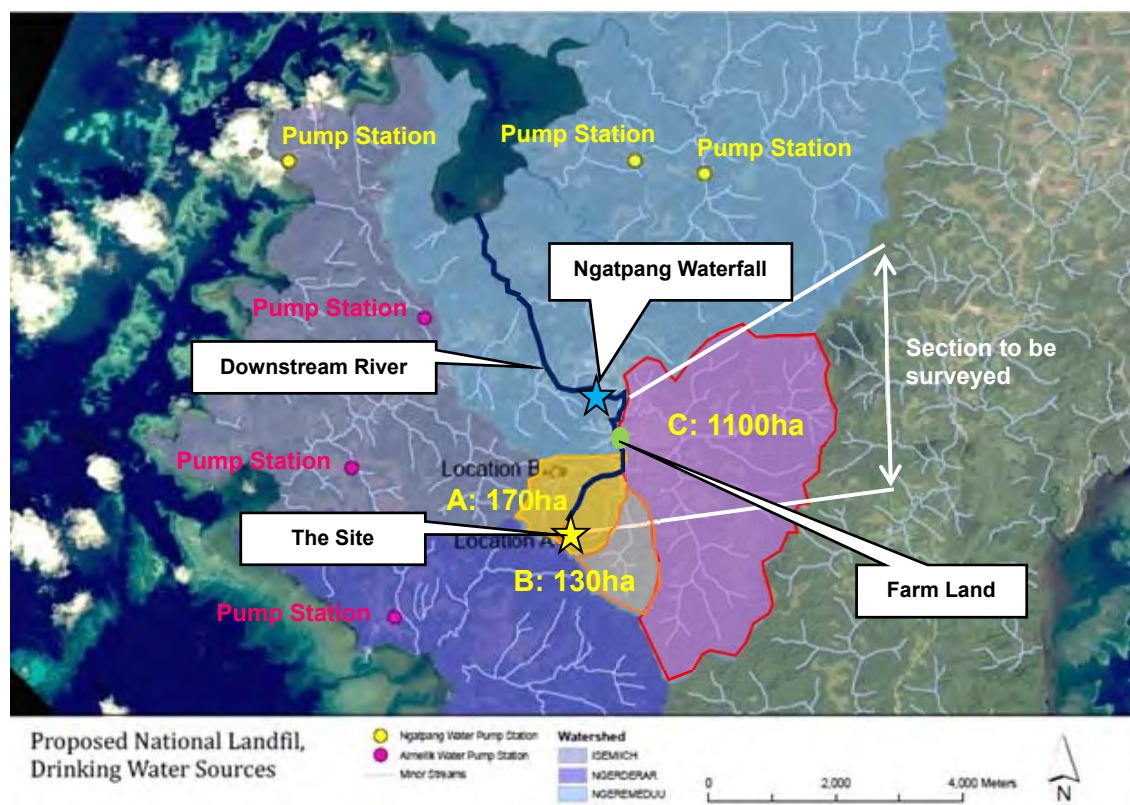 Pump Station
Pump Station
Pump Station
Ngatpang Waterfall
Pump Station
Section to be
surveyed
Downstream River
C: 1100ha
Pump Station
Location B
A: 170ha
The Site
Location A
B: 130ha
Farm Land
Pump Station
Proposed National Landfil,
Drinking Water Sources
Ngatpang Water Pump Station
Aimeliik Water Pump Station
Minor Streams
Watershed
ISEMIICH
NGERDERAR
NGEREMEDUU
0 2,000 4,000 Meters
N